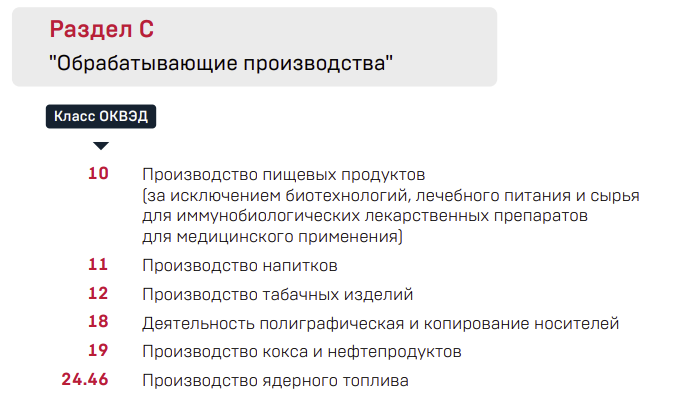 Раздел С
"Обрабатывающие производства"
Класс ОКВЭД
10 Производство пищевых продуктов
(за исключением биотехнологий, лечебного питания и сырья
для иммунобиологических лекарственных препаратов
для медицинского применения)
11 Производство напитков
12 Производство табачных изделий
18 Деятельность полиграфическая и копирование носителей
19 Производство кокса и нефтепродуктов
24.46 Производство ядерного топлива